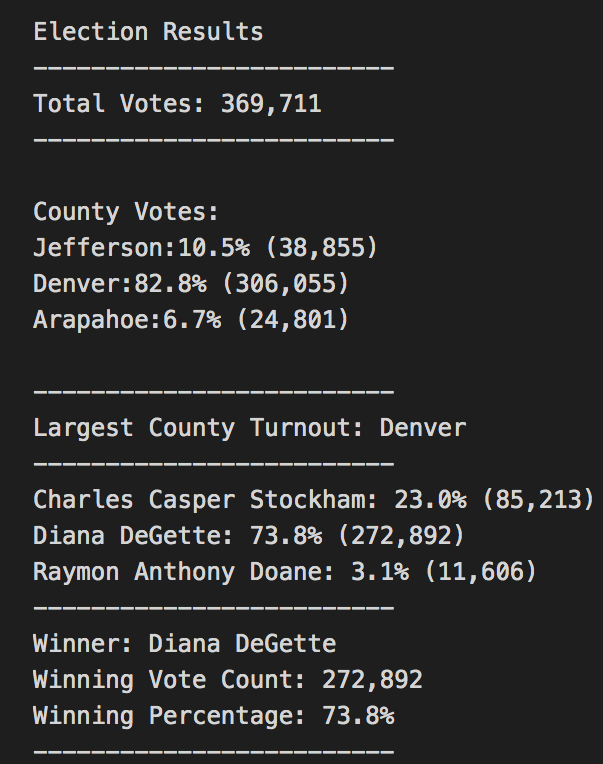 Election Results
-------------------------
Total Votes: 369,711
-------------------------
County Votes:
Jefferson:10.5% (38,855)
Denver:82.8% (306,055)
Arapahoe:6.7% (24,801)
-------------------------
Largest County Turnout: Denver
-------------------------
Charles Casper Stockham: 23.0% (85,213)
Diana DeGette: 73.8% (272,892)
Raymon Anthony Doane: 3.1% (11,606)
-------------------------
Winner: Diana DeGette
Winning Vote Count: 272,892
Winning Percentage: 73.8%
-------------------------